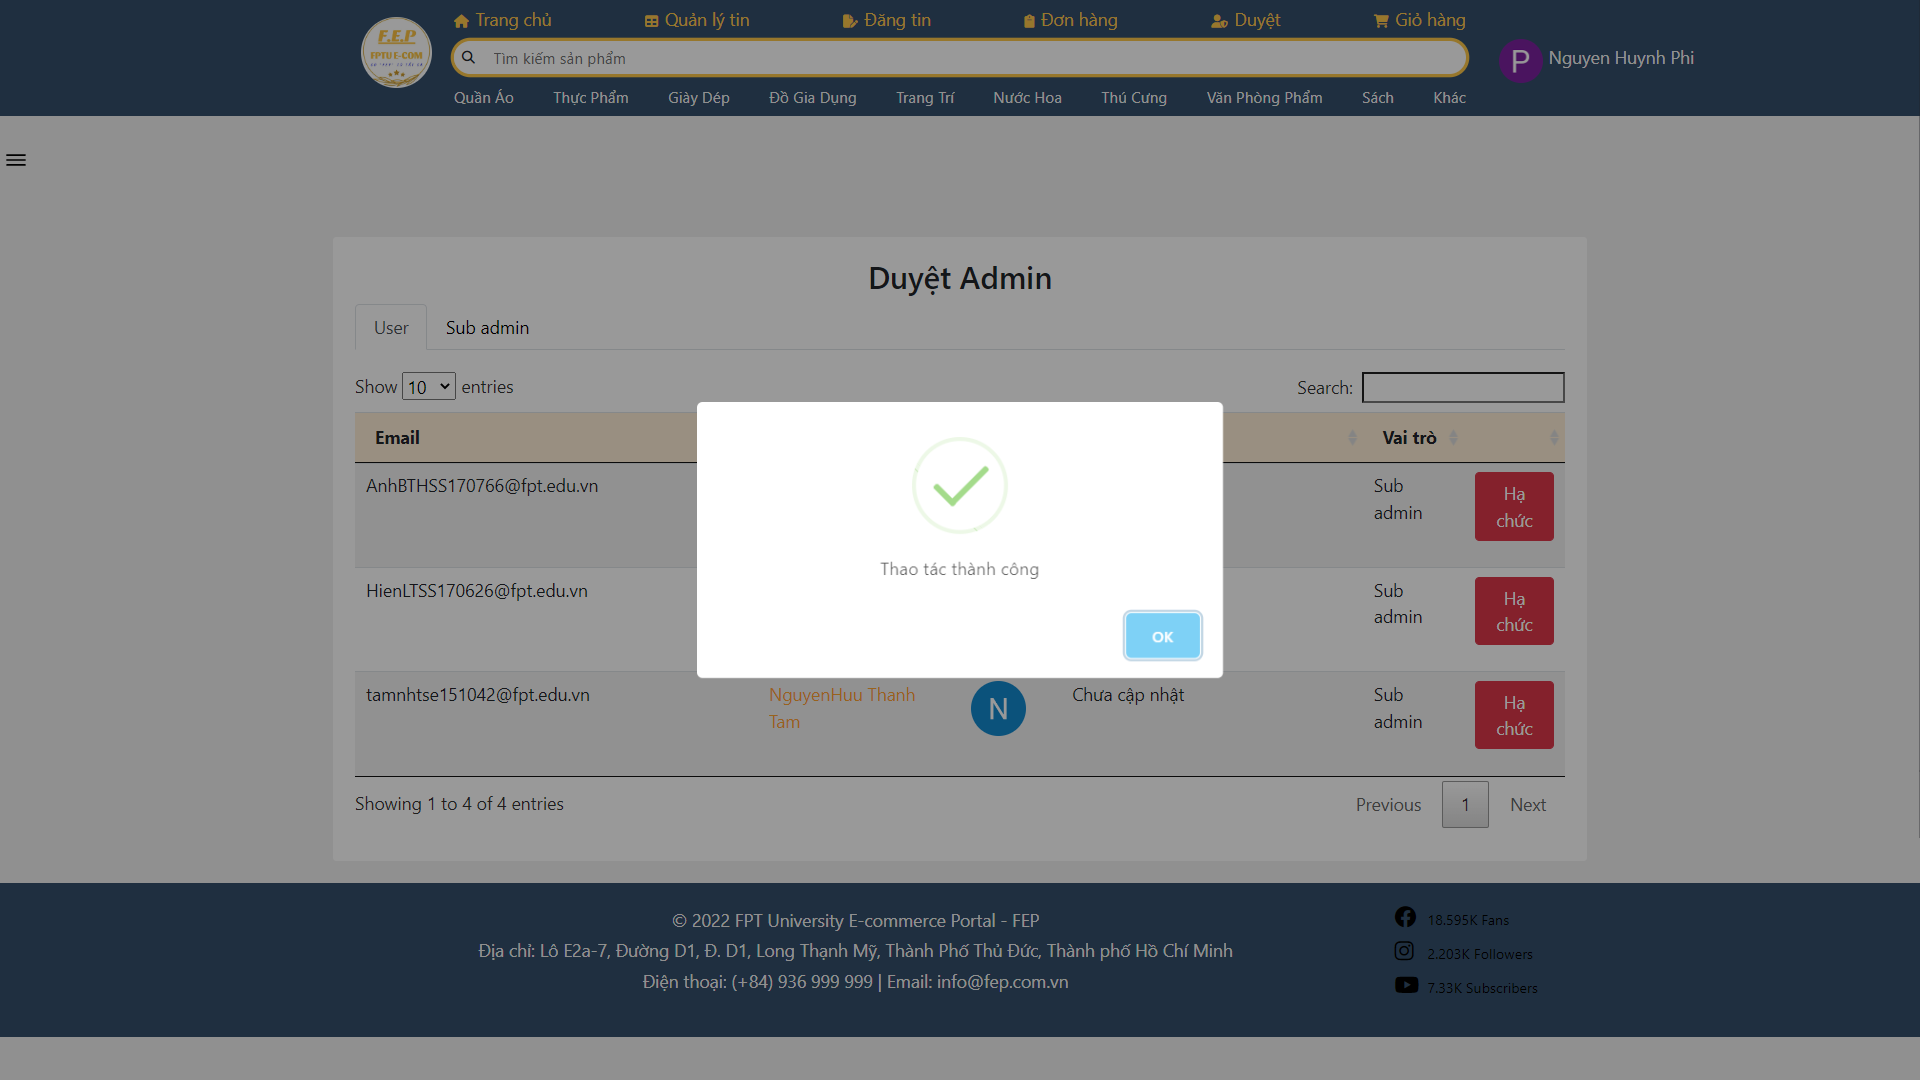 Trang chủ Quản lý tin Đăng tin Đơn hàng Duyệt Giỏ hàng
F.E.P
FPTU E-COM
Tìm kiếm sản phẩm
P Nguyen Huynh Phi
Quần Áo Thực Phẩm Giày Dép Đồ Gia Dụng Trang Trí Nước Hoa Thú Cưng Văn Phòng Phẩm Sách Khác
Duyệt Admin
User Sub admin
Show 10 entries Search:
Email Vai trò
AnhBTHSS170766@fpt.edu.vn Sub admin Hạ chức
Thao tác thành công
OK
HienLTSS170626@fpt.edu.vn Sub admin Hạ chức
tamnhtse151042@fpt.edu.vn NguyenHuu Thanh Tam N Chưa cập nhật Sub admin Hạ chức
Showing 1 to 4 of 4 entries Previous 1 Next
© 2022 FPT University E-commerce Portal - FEP
Địa chỉ: Lô E2a-7, Đường D1, Đ. D1, Long Thạnh Mỹ, Thành Phố Thủ Đức, Thành phố Hồ Chí Minh
Điện thoại: (+84) 936 999 999 | Email: info@fep.com.vn
18.595K Fans
2.203K Followers
7.33K Subscribers